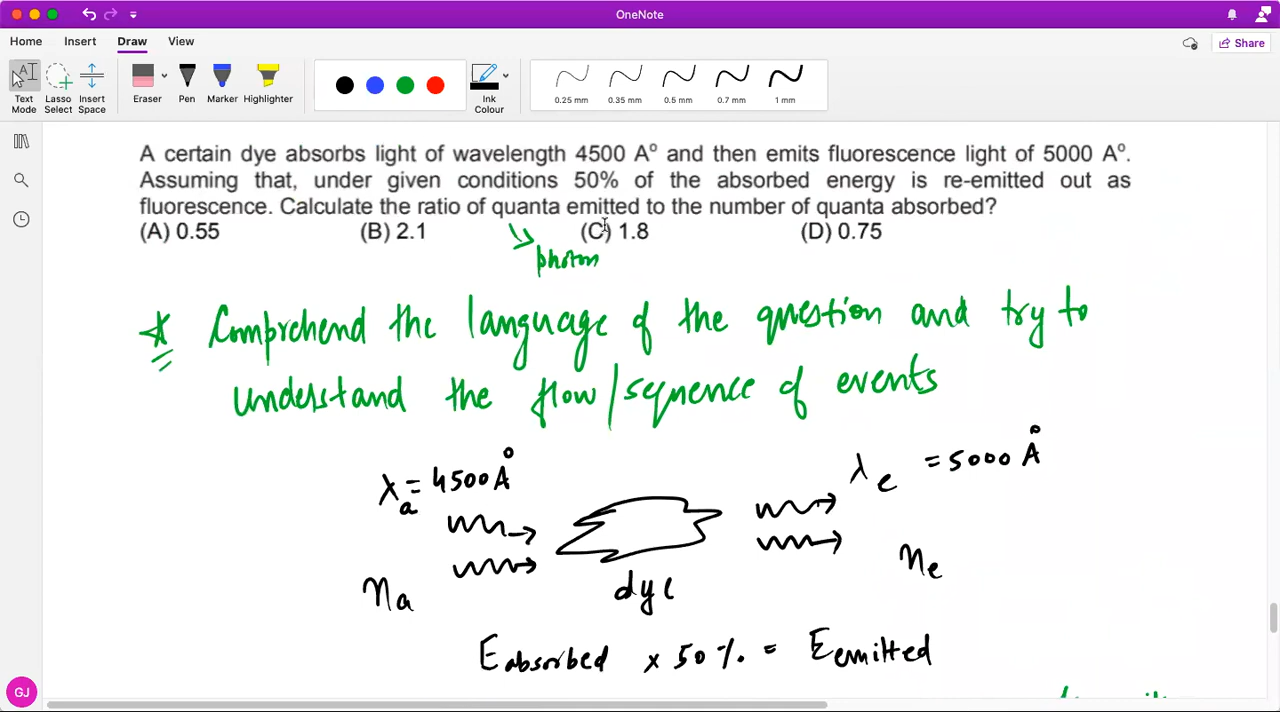 OneNote
Home Insert Draw View
Share
Text Mode
Lasso Select
Insert Space
Eraser
Pen
Marker
Highlighter
Ink Colour
0.25 mm
0.35 mm
0.5 mm
0.7 mm
1 mm
A certain dye absorbs light of wavelength 4500 A° and then emits fluorescence light of 5000 A°.
Assuming that, under given conditions 50% of the absorbed energy is re-emitted out as
fluorescence. Calculate the ratio of quanta emitted to the number of quanta absorbed?
(A) 0.55 (B) 2.1 (C) 1.8 (D) 0.75
photon
Comprehend the language of the question and try to
understand the flow/sequence of events
λa = 4500 Å
λe = 5000 Å
ηa
dye
ηe
Eabsorbed × 50 % = Eemitted
GJ